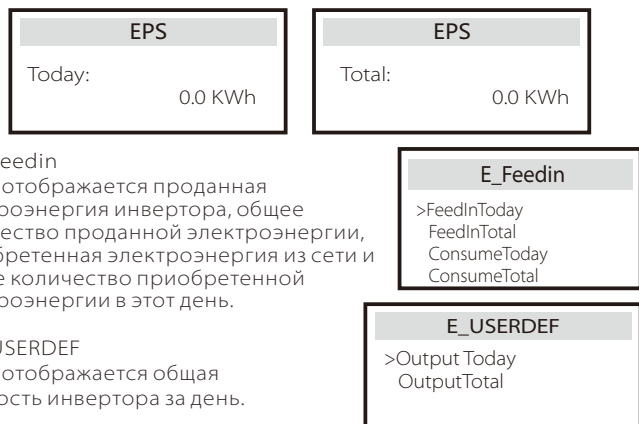 EPS
Today:
0.0 KWh
EPS
Total:
0.0 KWh
eedin
отображается проданная
роэнергия инвертора, общее
ество проданной электроэнергии,
бретенная электроэнергия из сети и
е количество приобретенной
роэнергии в этот день.
E_Feedin
>FeedInToday
FeedInTotal
ConsumeToday
ConsumeTotal
USERDEF
отображается общая
ость инвертора за день.
E_USERDEF
>Output Today
OutputTotal